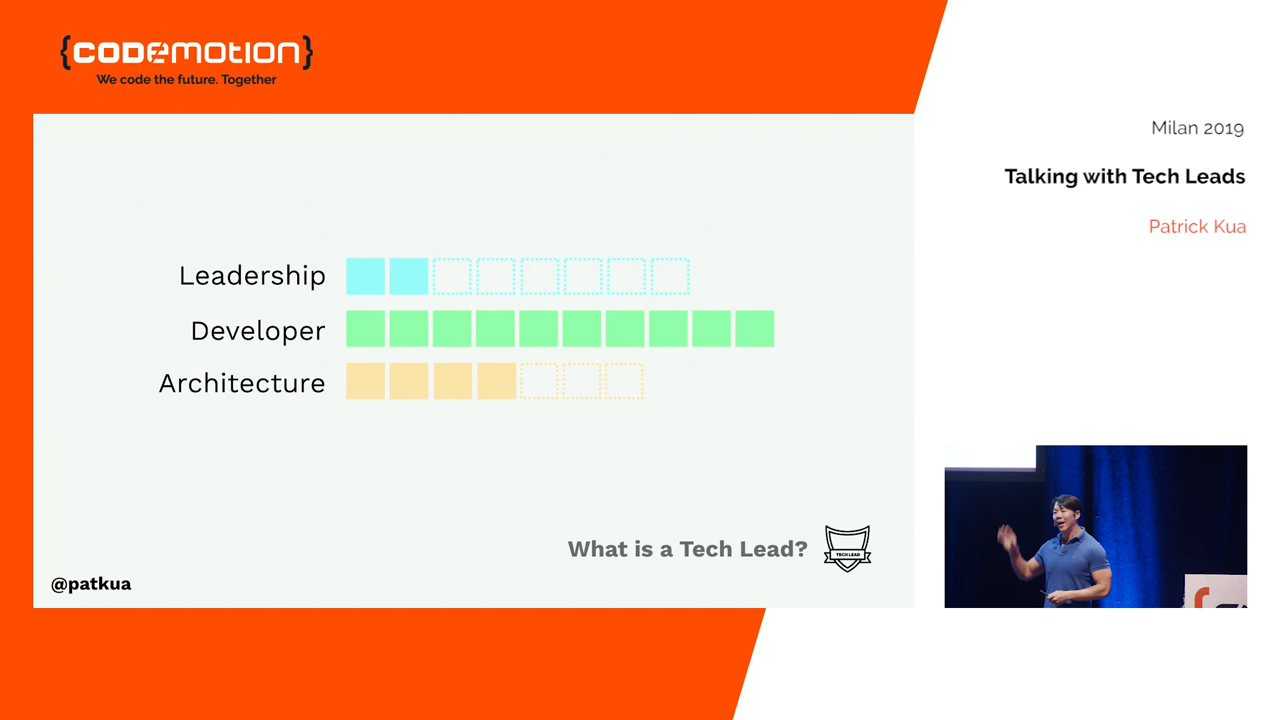 {CODEMOTION}
We code the future. Together
Milan 2019
Talking with Tech Leads
Patrick Kua
Leadership
Developer
Architecture
What is a Tech Lead?
TECH LEAD
@patkua